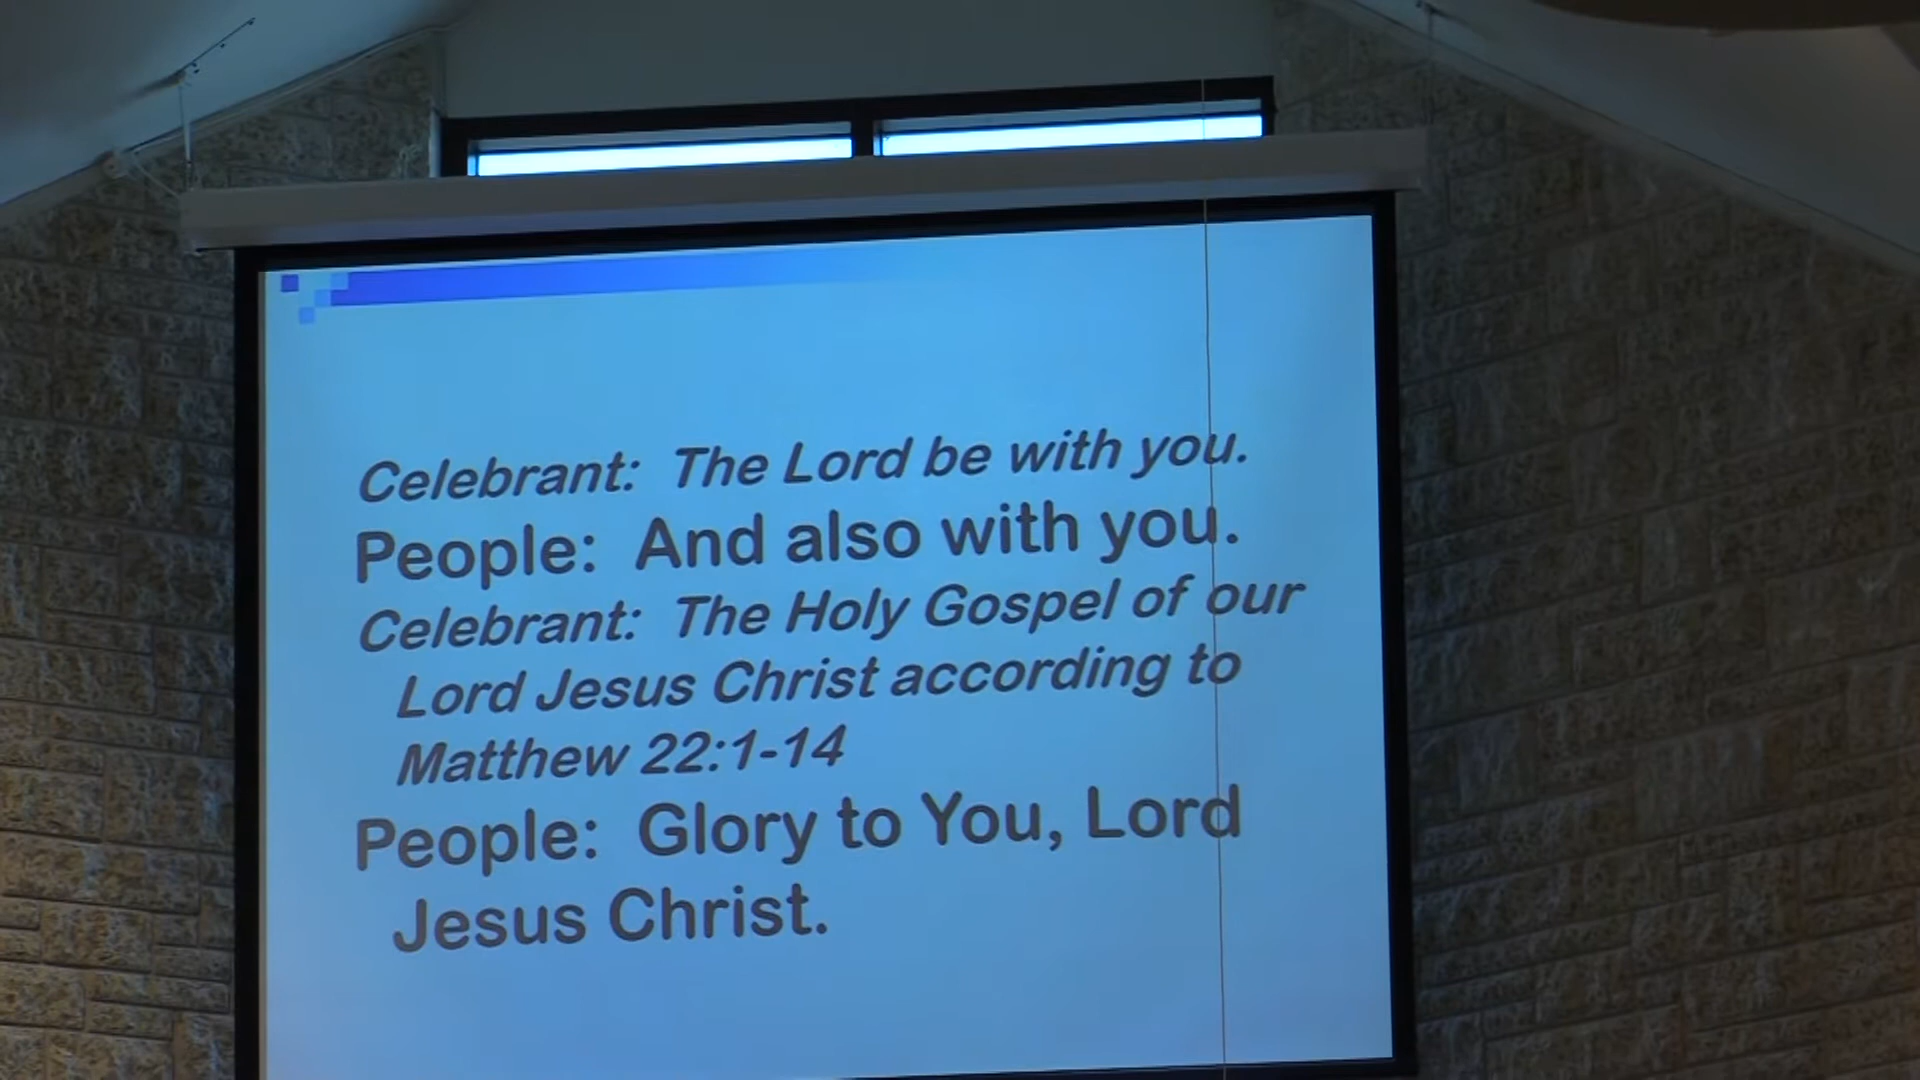 Celebrant: The Lord be with you.
People: And also with you.
Celebrant: The Holy Gospel of our
Lord Jesus Christ according to
Matthew 22:1-14
People: Glory to You, Lord
Jesus Christ.